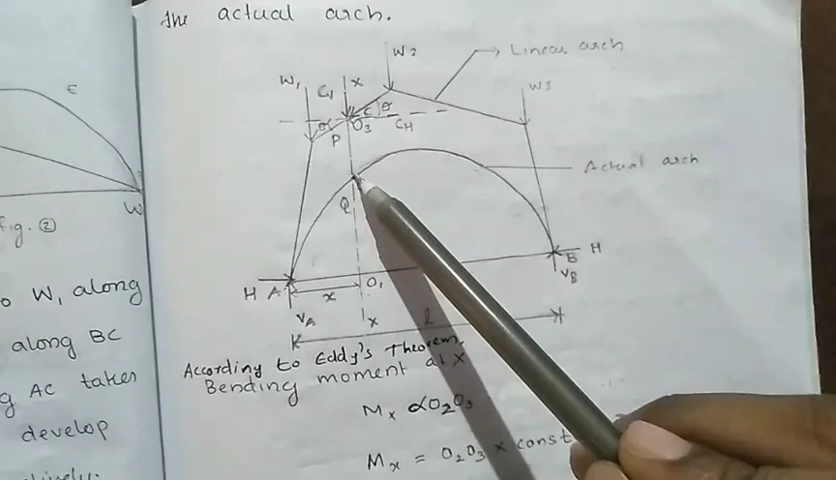 the actual arch.
W2
Linear arch
W1
C1
x
W3
E
θ
O3
CH
P
Actual arch
Q
W
fig. ②
H A
x
O1
B
H
VB
VA
x
l
o W, along
along BC
g AC takes
develop
According to Eddy's Theorem,
Bending moment at X
Mx ∝ O2O3
Mx = O2O3 x const